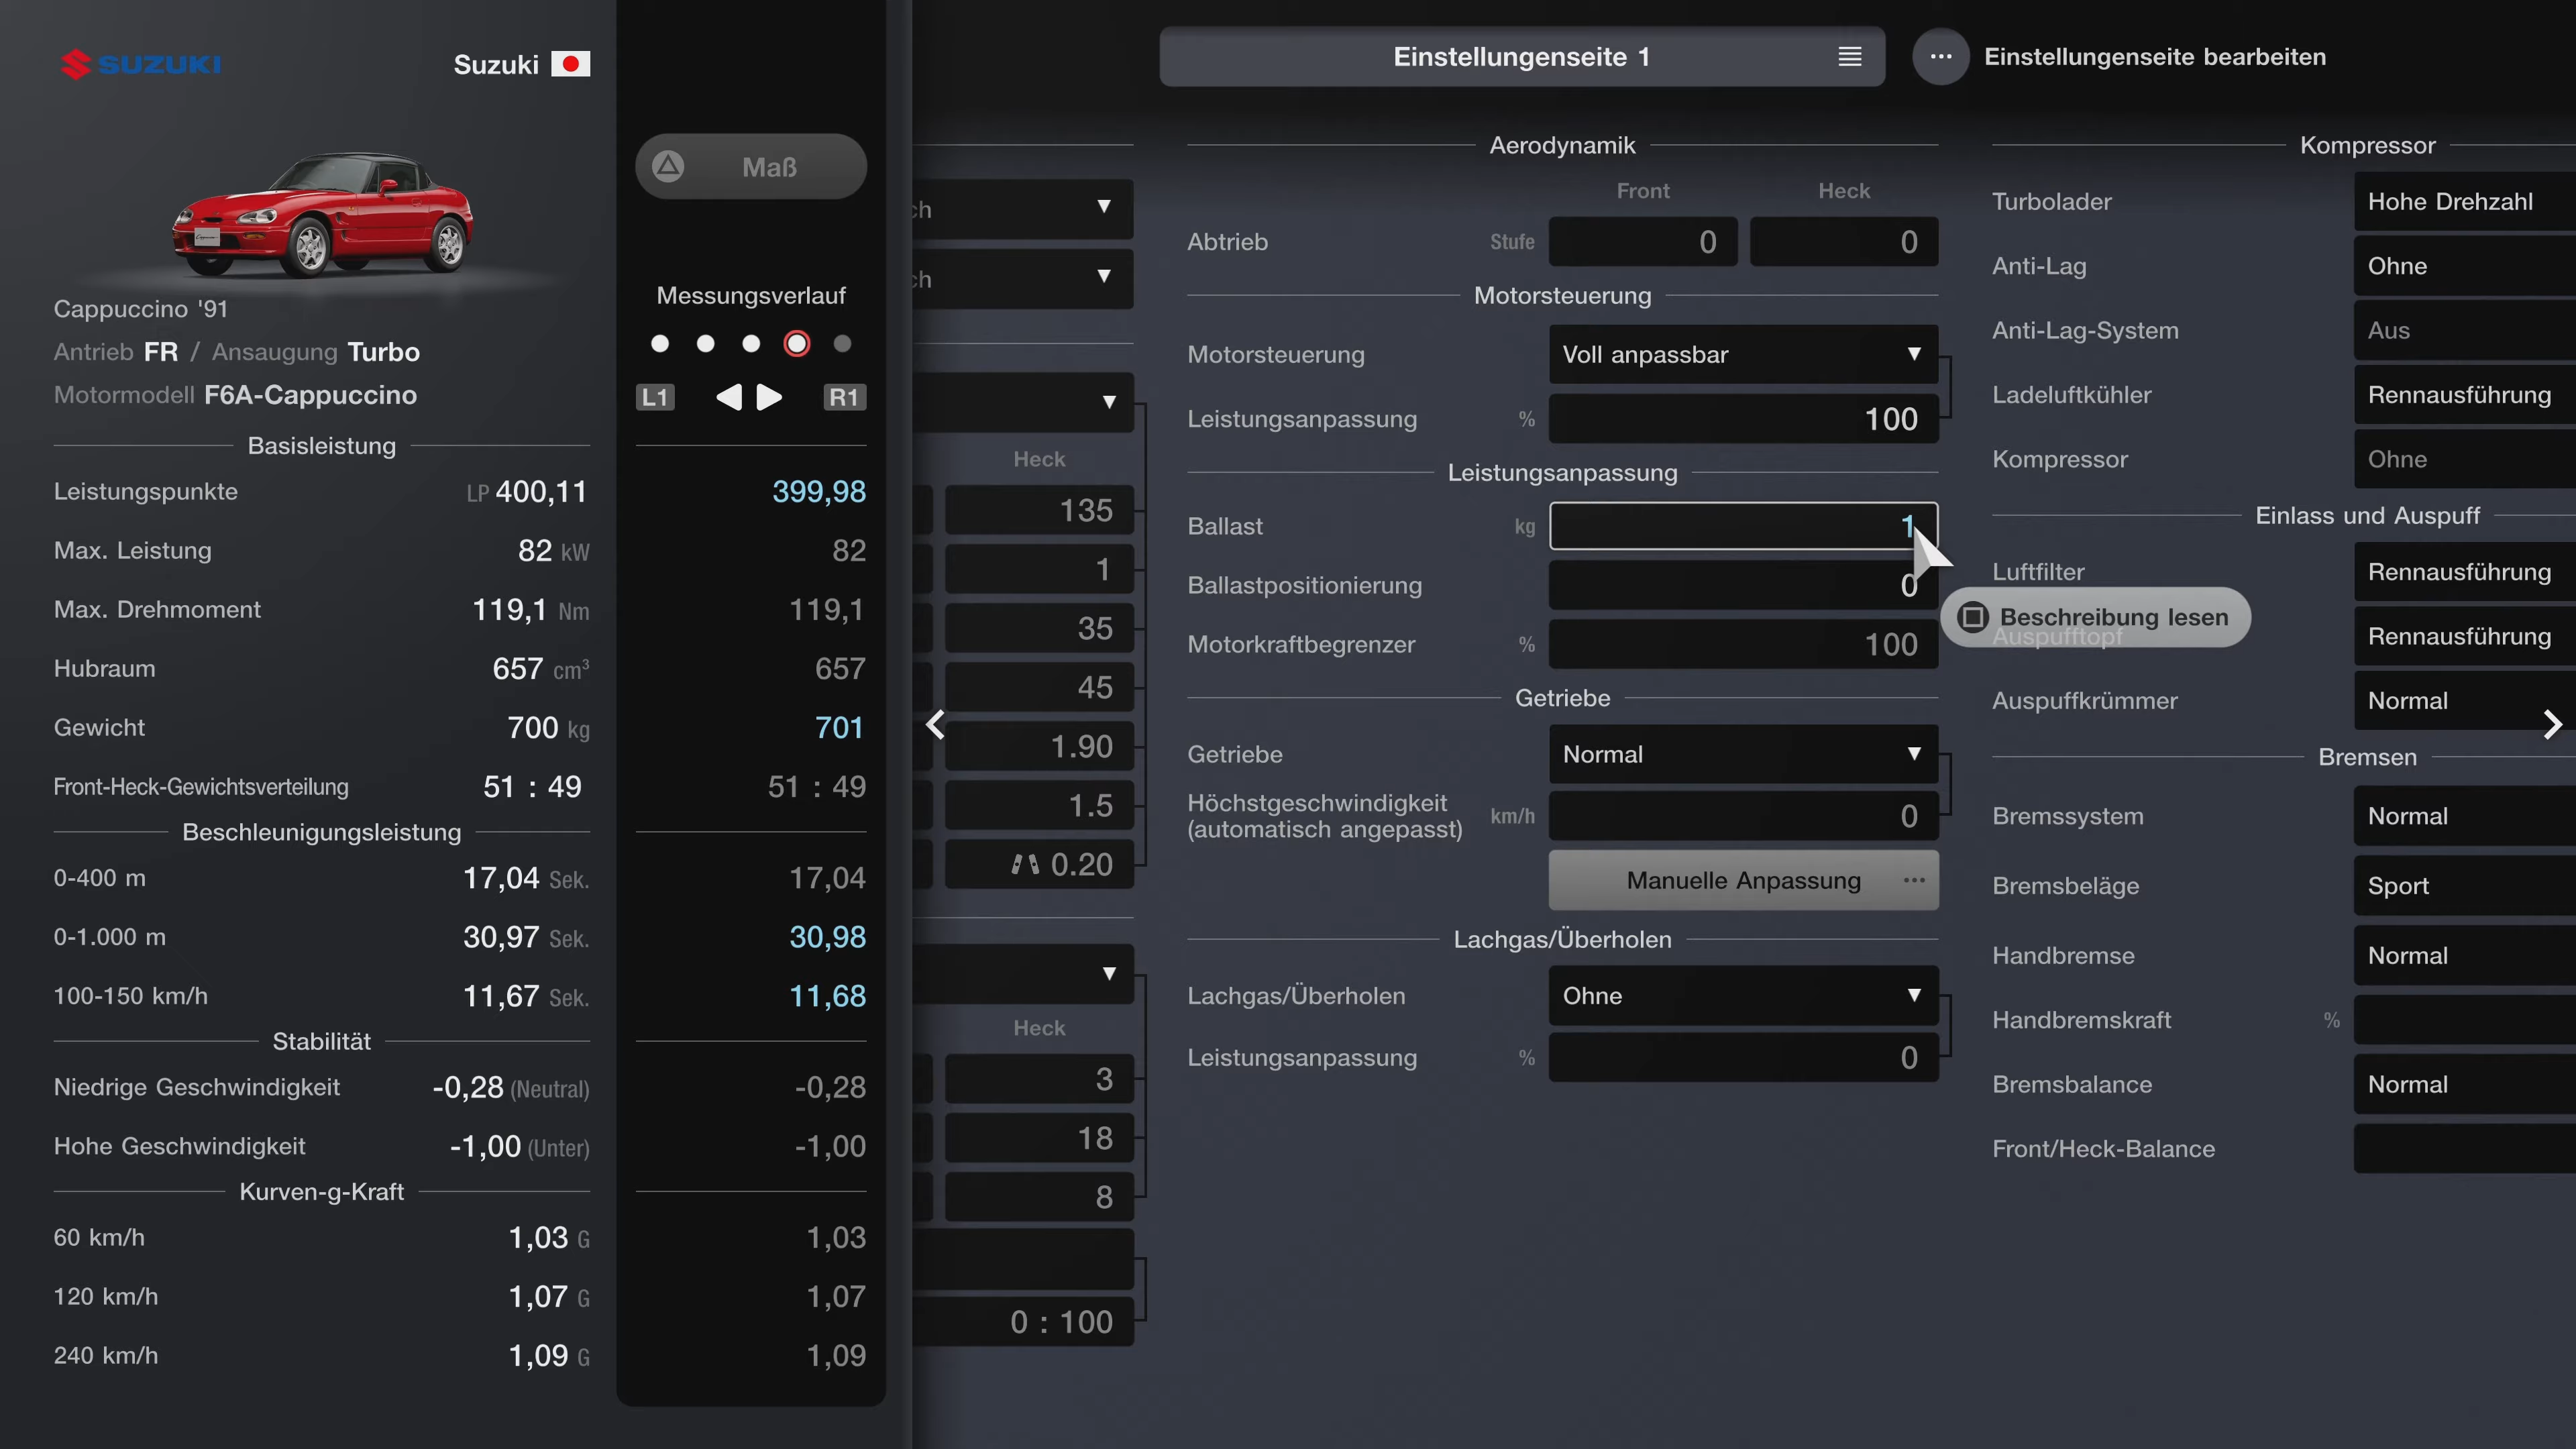 SUZUKI
Suzuki
Cappuccino '91
Antrieb FR / Ansaugung Turbo
Motormodell F6A-Cappuccino
Basisleistung
Leistungspunkte LP 400,11
Max. Leistung 82 kW
Max. Drehmoment 119,1 Nm
Hubraum 657 cm³
Gewicht 700 kg
Front-Heck-Gewichtsverteilung 51 : 49
Beschleunigungsleistung
0-400 m 17,04 Sek.
0-1.000 m 30,97 Sek.
100-150 km/h 11,67 Sek.
Stabilität
Niedrige Geschwindigkeit -0,28 (Neutral)
Hohe Geschwindigkeit -1,00 (Unter)
Kurven-g-Kraft
60 km/h 1,03 G
120 km/h 1,07 G
240 km/h 1,09 G
Maß
Messungsverlauf
L1 R1
399,98
82
119,1
657
701
51 : 49
17,04
30,98
11,68
-0,28
-1,00
1,03
1,07
1,09
Einstellungenseite 1
Einstellungenseite bearbeiten
ch
ch
Heck
135
1
35
45
1.90
1.5
0.20
Heck
3
18
8
0 : 100
Aerodynamik
Front Heck
Abtrieb Stufe 0 0
Motorsteuerung
Motorsteuerung Voll anpassbar
Leistungsanpassung % 100
Leistungsanpassung
Ballast kg 1
Ballastpositionierung 0
Motorkraftbegrenzer % 100
Getriebe
Getriebe Normal
Höchstgeschwindigkeit
(automatisch angepasst) km/h 0
Manuelle Anpassung
Lachgas/Überholen
Lachgas/Überholen Ohne
Leistungsanpassung % 0
Kompressor
Turbolader Hohe Drehzahl
Anti-Lag Ohne
Anti-Lag-System Aus
Ladeluftkühler Rennausführung
Kompressor Ohne
Einlass und Auspuff
Luftfilter Rennausführung
Beschreibung lesen
Auspufftopf Rennausführung
Auspuffkrümmer Normal
Bremsen
Bremssystem Normal
Bremsbeläge Sport
Handbremse Normal
Handbremskraft %
Bremsbalance Normal
Front/Heck-Balance